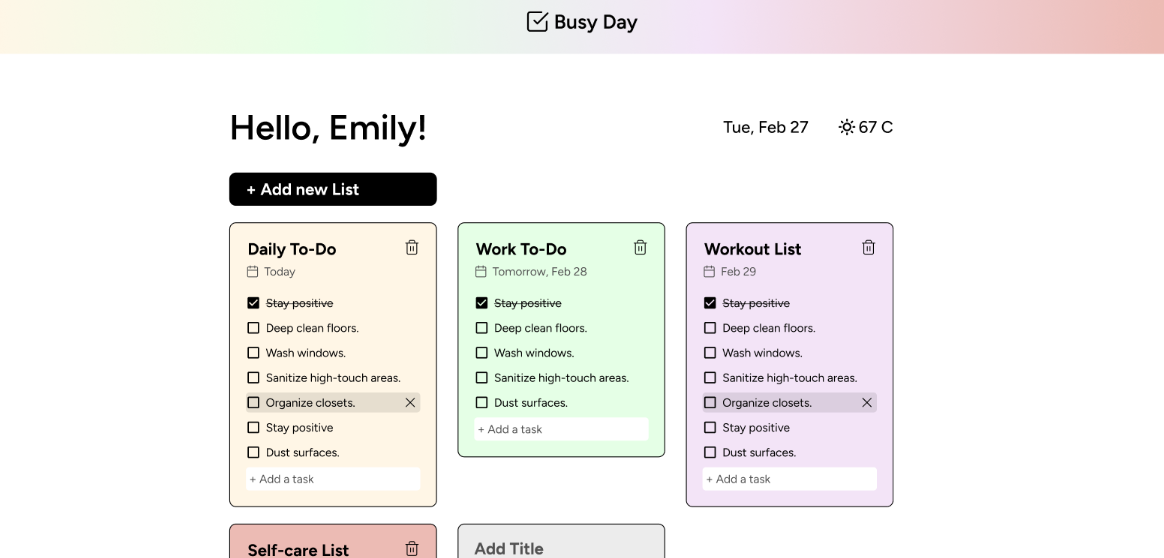 Busy Day
Hello, Emily!
Tue, Feb 27
67 C
+ Add new List
Daily To-Do
Today
Stay positive
Deep clean floors.
Wash windows.
Sanitize high-touch areas.
Organize closets.
Stay positive
Dust surfaces.
+ Add a task
Work To-Do
Tomorrow, Feb 28
Stay positive
Deep clean floors.
Wash windows.
Sanitize high-touch areas.
Dust surfaces.
+ Add a task
Workout List
Feb 29
Stay positive
Deep clean floors.
Wash windows.
Sanitize high-touch areas.
Organize closets.
Stay positive
Dust surfaces.
+ Add a task
Self-care List
Add Title